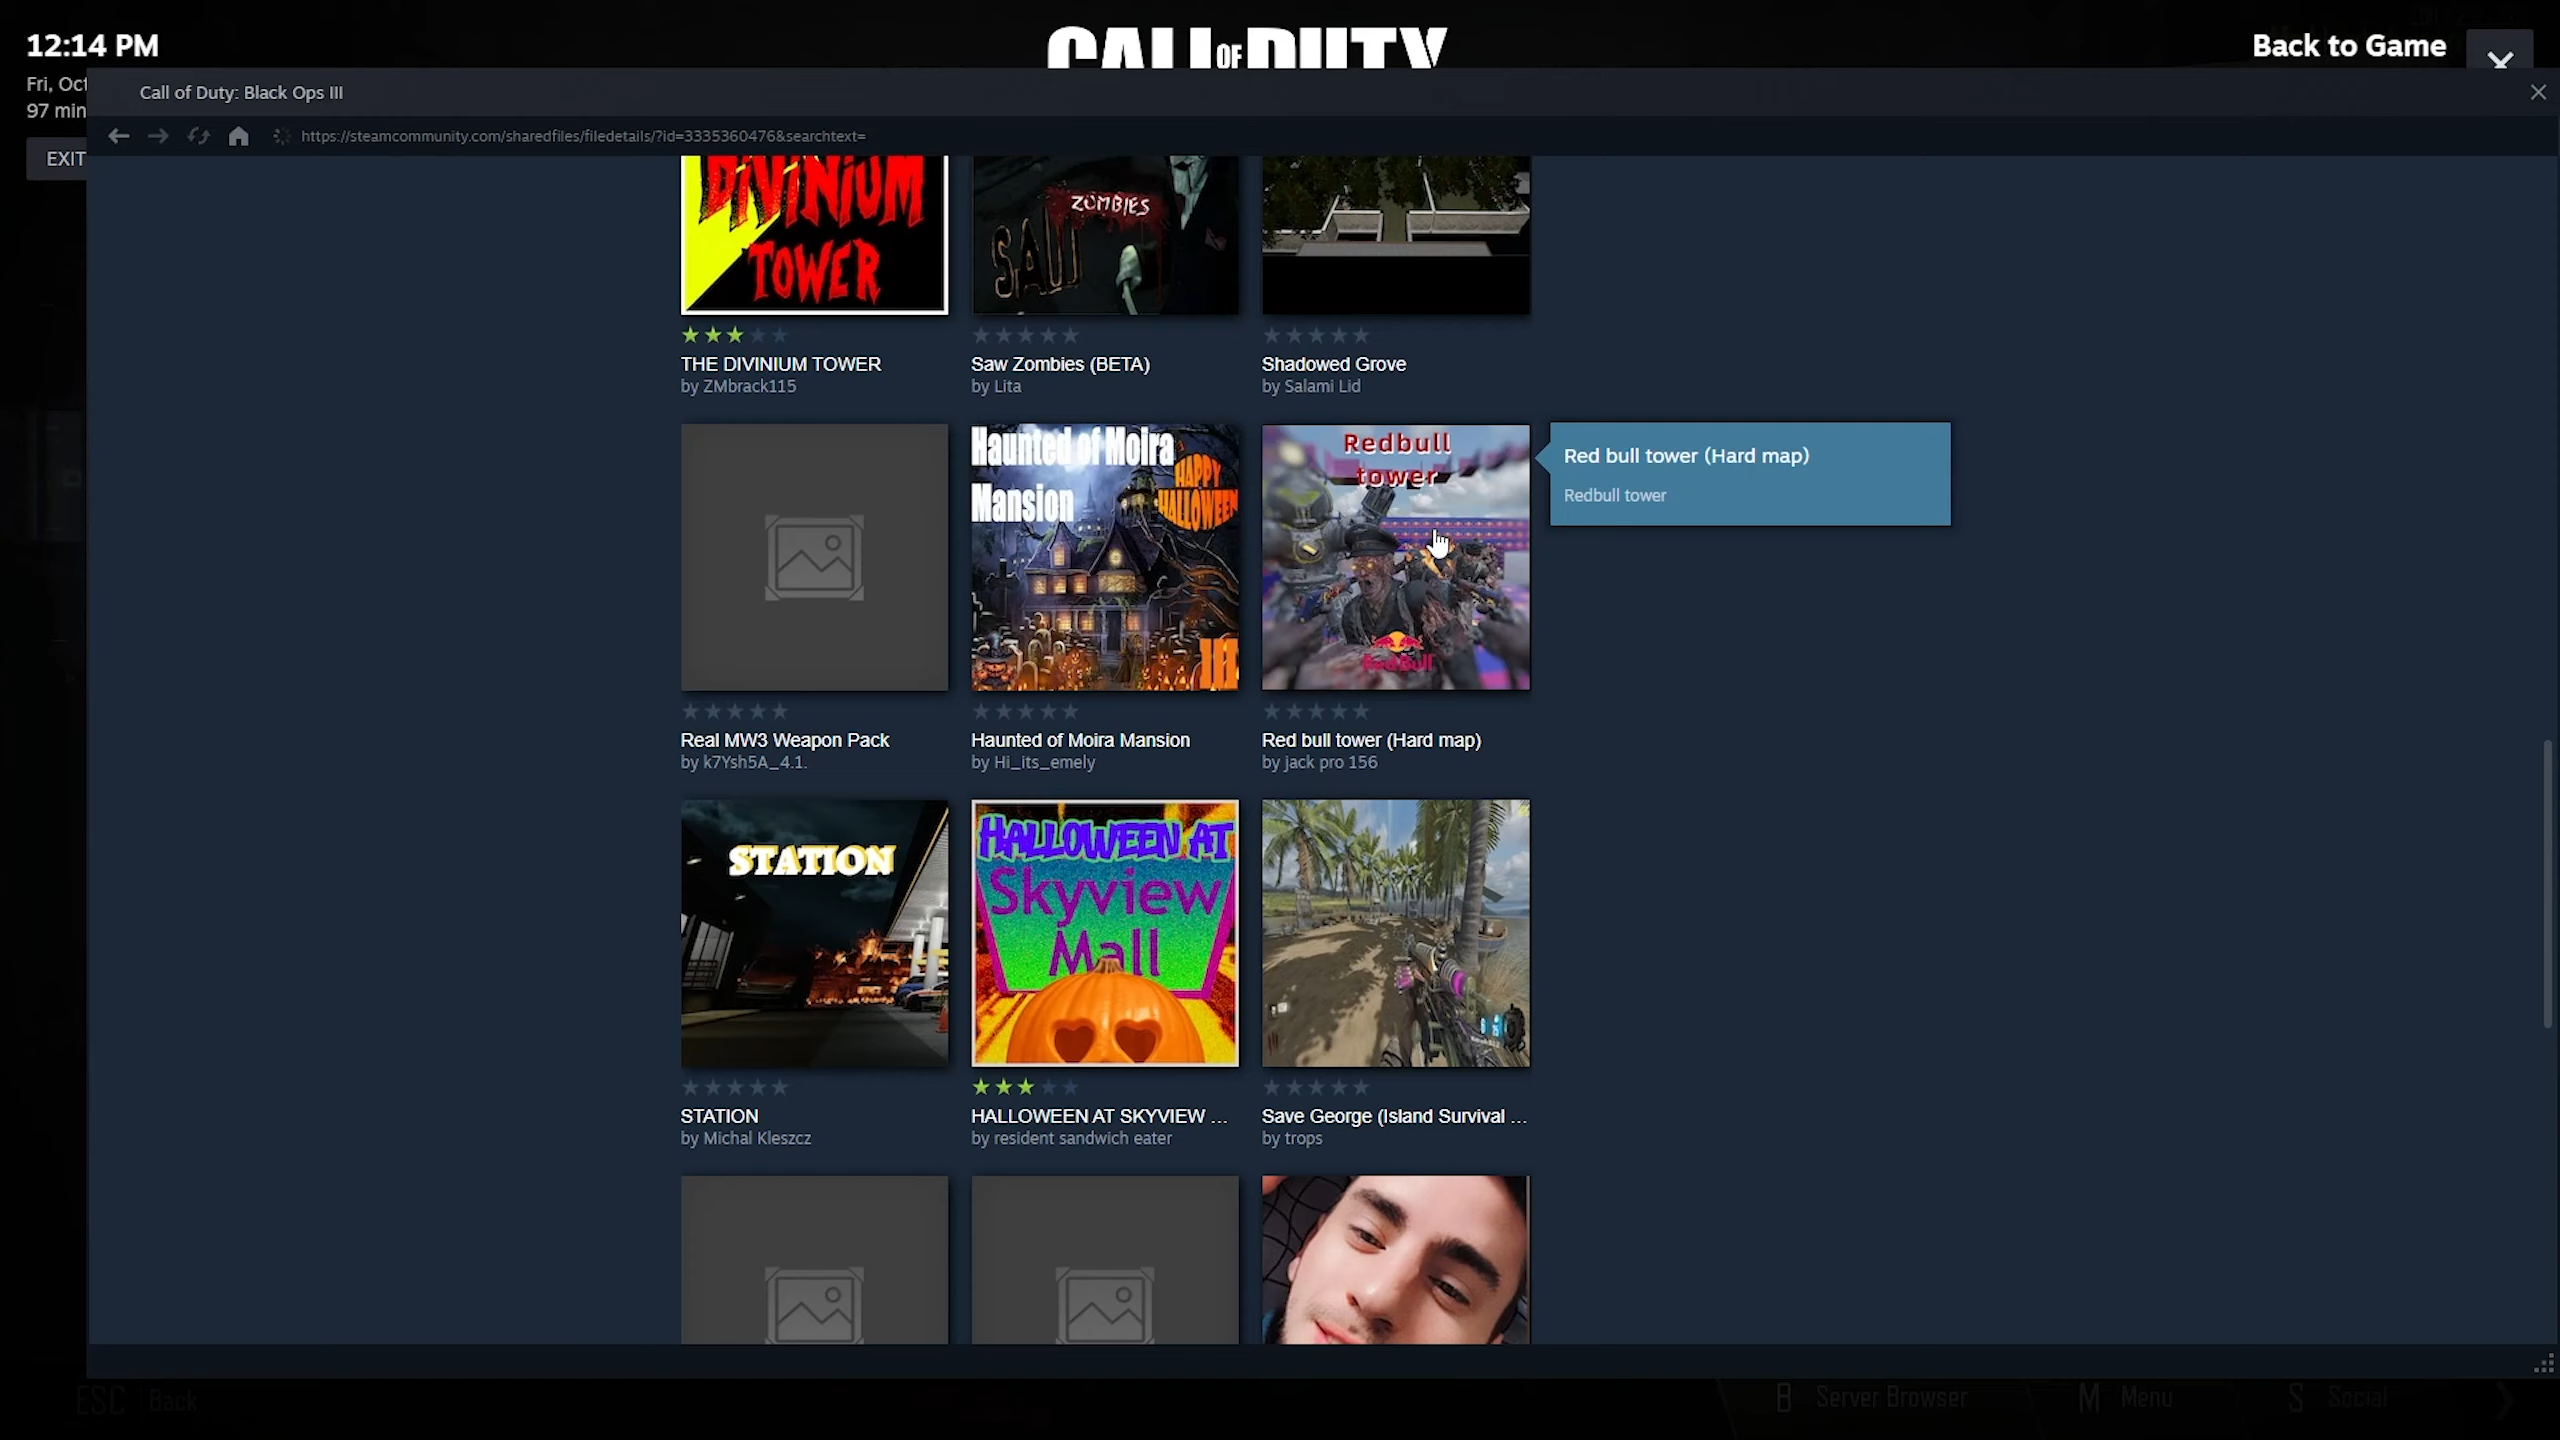 12:14 PM
CALL OF DUTY
Back to Game
Fri, Oct
97 min
EXIT
Call of Duty: Black Ops III
https://steamcommunity.com/sharedfiles/filedetails/?id=3335360476&searchtext=
DIVINIUM
TOWER
ZOMBIES
SAW
THE DIVINIUM TOWER
by ZMbrack115
Saw Zombies (BETA)
by Lita
Shadowed Grove
by Salami Lid
Haunted of Moira
Mansion
HAPPY
HALLOWEEN
III
Redbull
tower
Red Bull
Red bull tower (Hard map)
Redbull tower
Real MW3 Weapon Pack
by k7Ysh5A_4.1.
Haunted of Moira Mansion
by Hi_its_emely
Red bull tower (Hard map)
by jack pro 156
STATION
HALLOWEEN AT
Skyview
Mall
STATION
by Michal Kleszcz
HALLOWEEN AT SKYVIEW ...
by resident sandwich eater
Save George (Island Survival ...
by trops
ESC Back
B Server Browser
M Menu
S Social